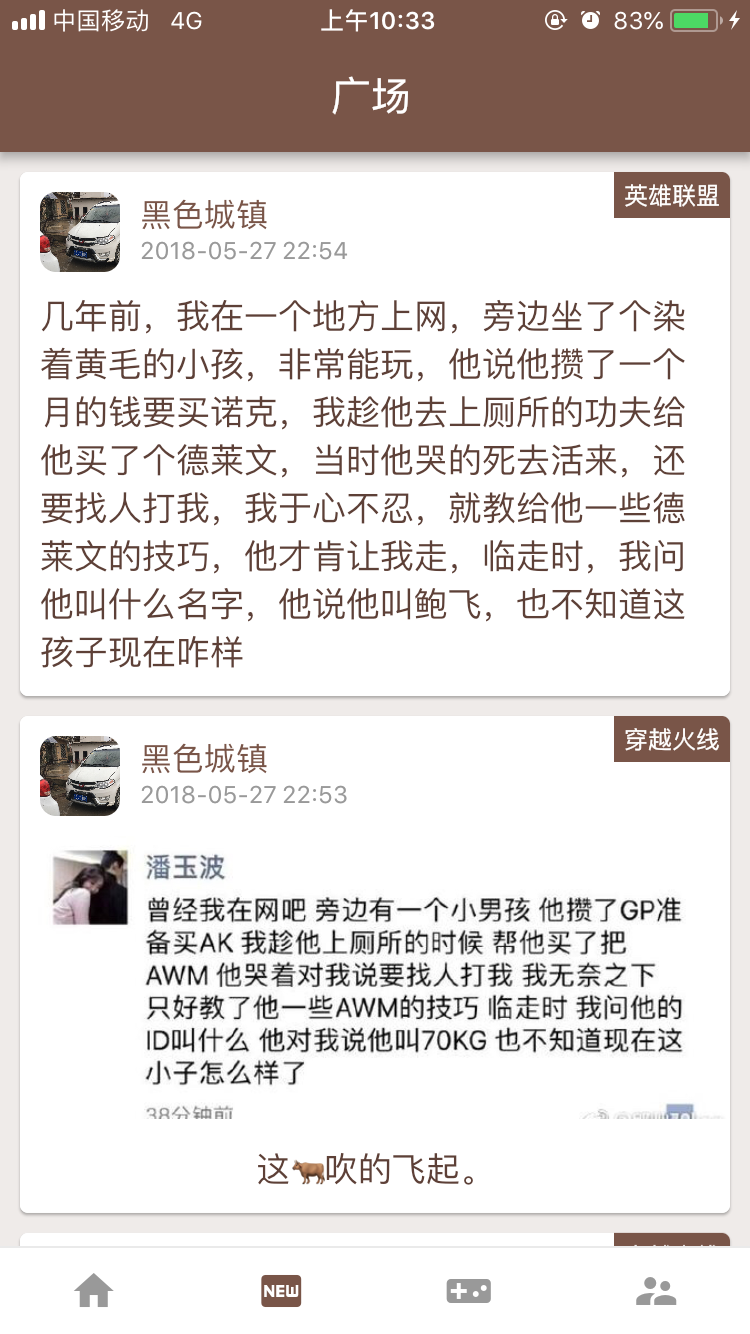 中国移动 4G 上午10:33 83%
广场
英雄联盟
黑色城镇
2018-05-27 22:54
几年前，我在一个地方上网，旁边坐了个染
着黄毛的小孩，非常能玩，他说他攒了一个
月的钱要买诺克，我趁他去上厕所的功夫给
他买了个德莱文，当时他哭的死去活来，还
要找人打我，我于心不忍，就教给他一些德
莱文的技巧，他才肯让我走，临走时，我问
他叫什么名字，他说他叫鲍飞，也不知道这
孩子现在咋样
穿越火线
黑色城镇
2018-05-27 22:53
潘玉波
曾经我在网吧 旁边有一个小男孩 他攒了GP准
备买AK 我趁他上厕所的时候 帮他买了把
AWM 他哭着对我说要找人打我 我无奈之下
只好教了他一些AWM的技巧 临走时 我问他的
ID叫什么 他对我说他叫70KG 也不知道现在这
小子怎么样了
38分钟前
这🐂吹的飞起。
NEW